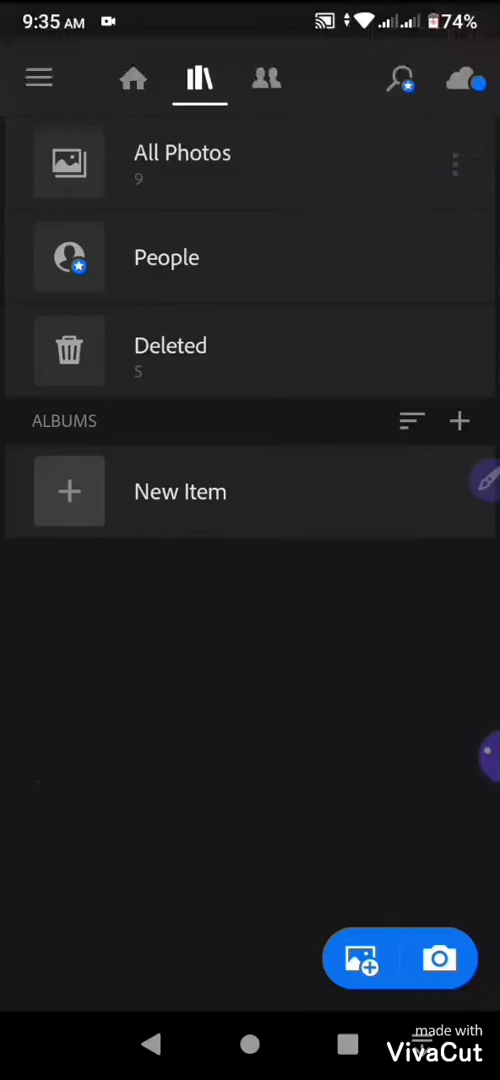 9:35 AM
74%
All Photos
9
People
Deleted
5
ALBUMS
New Item
made with
VivaCut